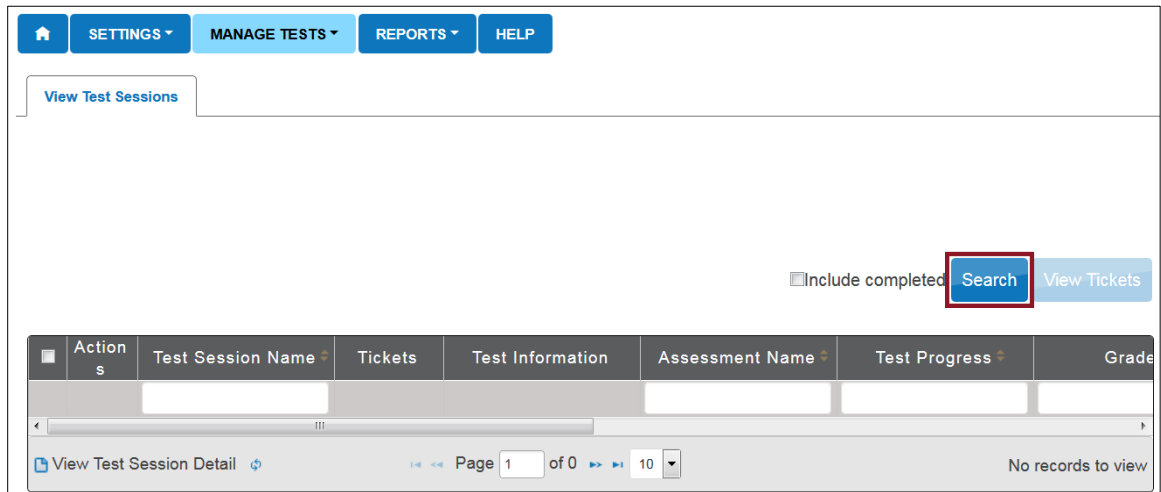 SETTINGS MANAGE TESTS REPORTS HELP
View Test Sessions
Include completed Search View Tickets
Actions Test Session Name Tickets Test Information Assessment Name Test Progress Grade
View Test Session Detail Page 1 of 0 10 No records to view